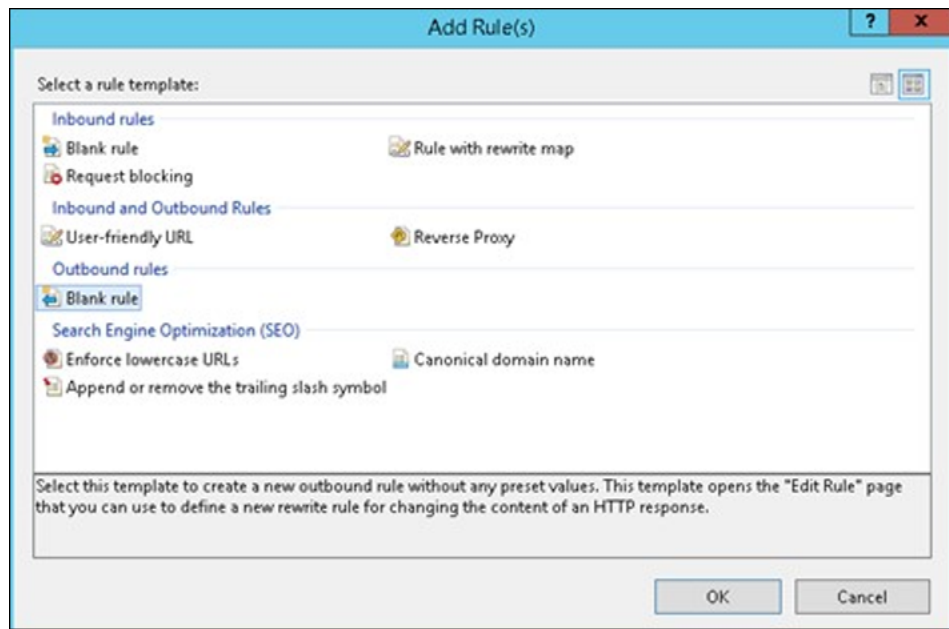 Add Rule(s)
? x
Select a rule template:
Inbound rules
Blank rule Rule with rewrite map
Request blocking
Inbound and Outbound Rules
User-friendly URL Reverse Proxy
Outbound rules
Blank rule
Search Engine Optimization (SEO)
Enforce lowercase URLs Canonical domain name
Append or remove the trailing slash symbol
Select this template to create a new outbound rule without any preset values. This template opens the "Edit Rule" page
that you can use to define a new rewrite rule for changing the content of an HTTP response.
OK Cancel